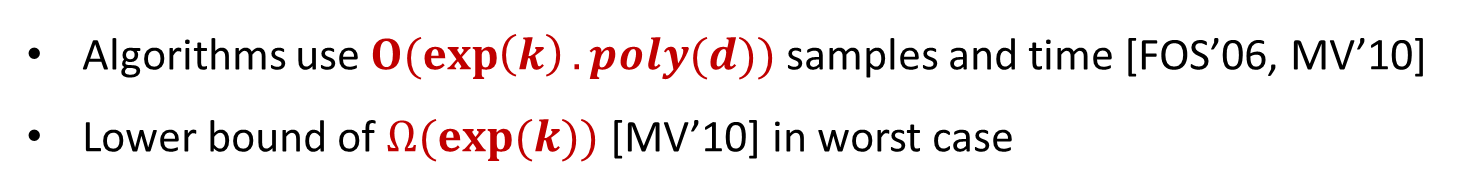 • Algorithms use O(exp(k).poly(d)) samples and time [FOS’06, MV’10]
• Lower bound of Ω(exp(k)) [MV’10] in worst case